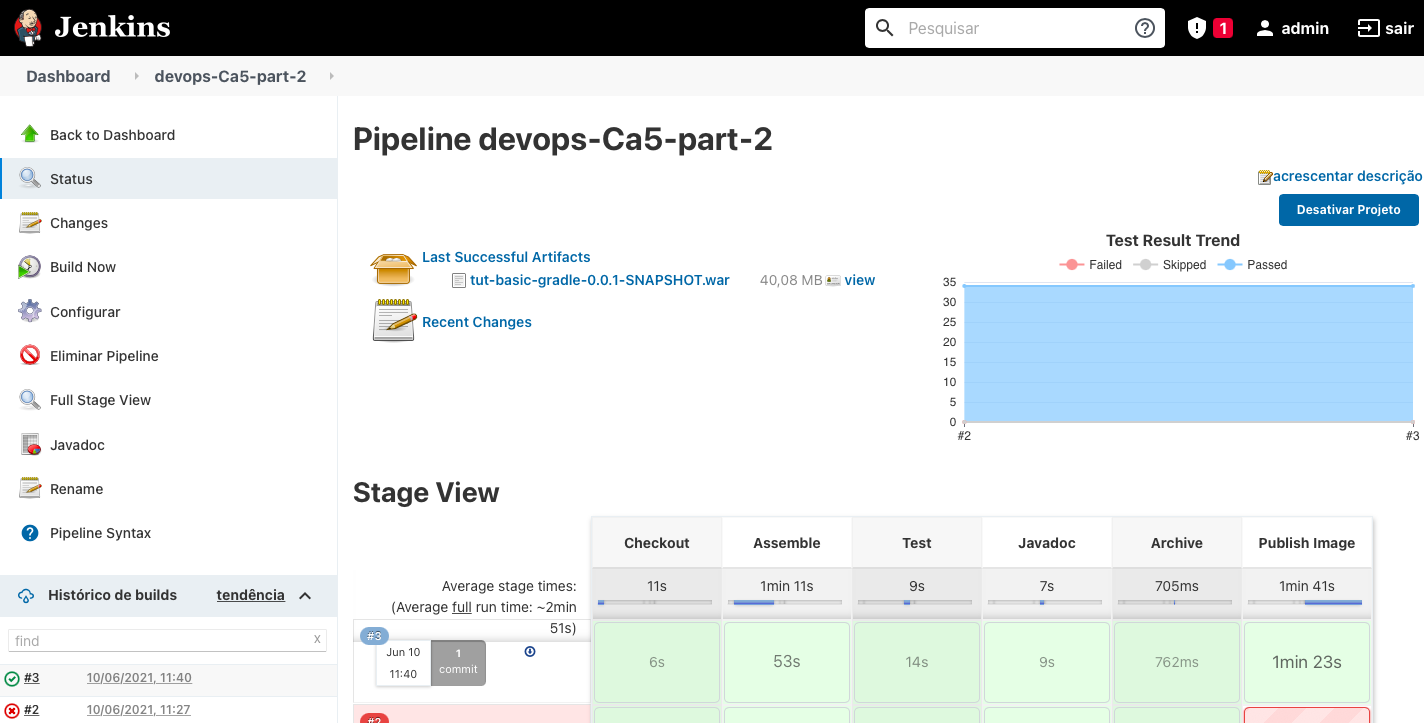 Jenkins
Pesquisar
1
admin
sair
Dashboard
devops-Ca5-part-2
Back to Dashboard
Status
Changes
Build Now
Configurar
Eliminar Pipeline
Full Stage View
Javadoc
Rename
Pipeline Syntax
Histórico de builds tendência
find x
#3 10/06/2021, 11:40
#2 10/06/2021, 11:27
Pipeline devops-Ca5-part-2
acrescentar descrição
Desativar Projeto
Last Successful Artifacts
tut-basic-gradle-0.0.1-SNAPSHOT.war 40,08 MB view
Recent Changes
Test Result Trend
Failed Skipped Passed
35
30
25
20
15
10
5
0
#2 #3
Stage View
Checkout Assemble Test Javadoc Archive Publish Image
Average stage times:
(Average full run time: ~2min
51s)
11s 1min 11s 9s 7s 705ms 1min 41s
#3
Jun 10
11:40
1
commit
6s 53s 14s 9s 762ms 1min 23s
#2